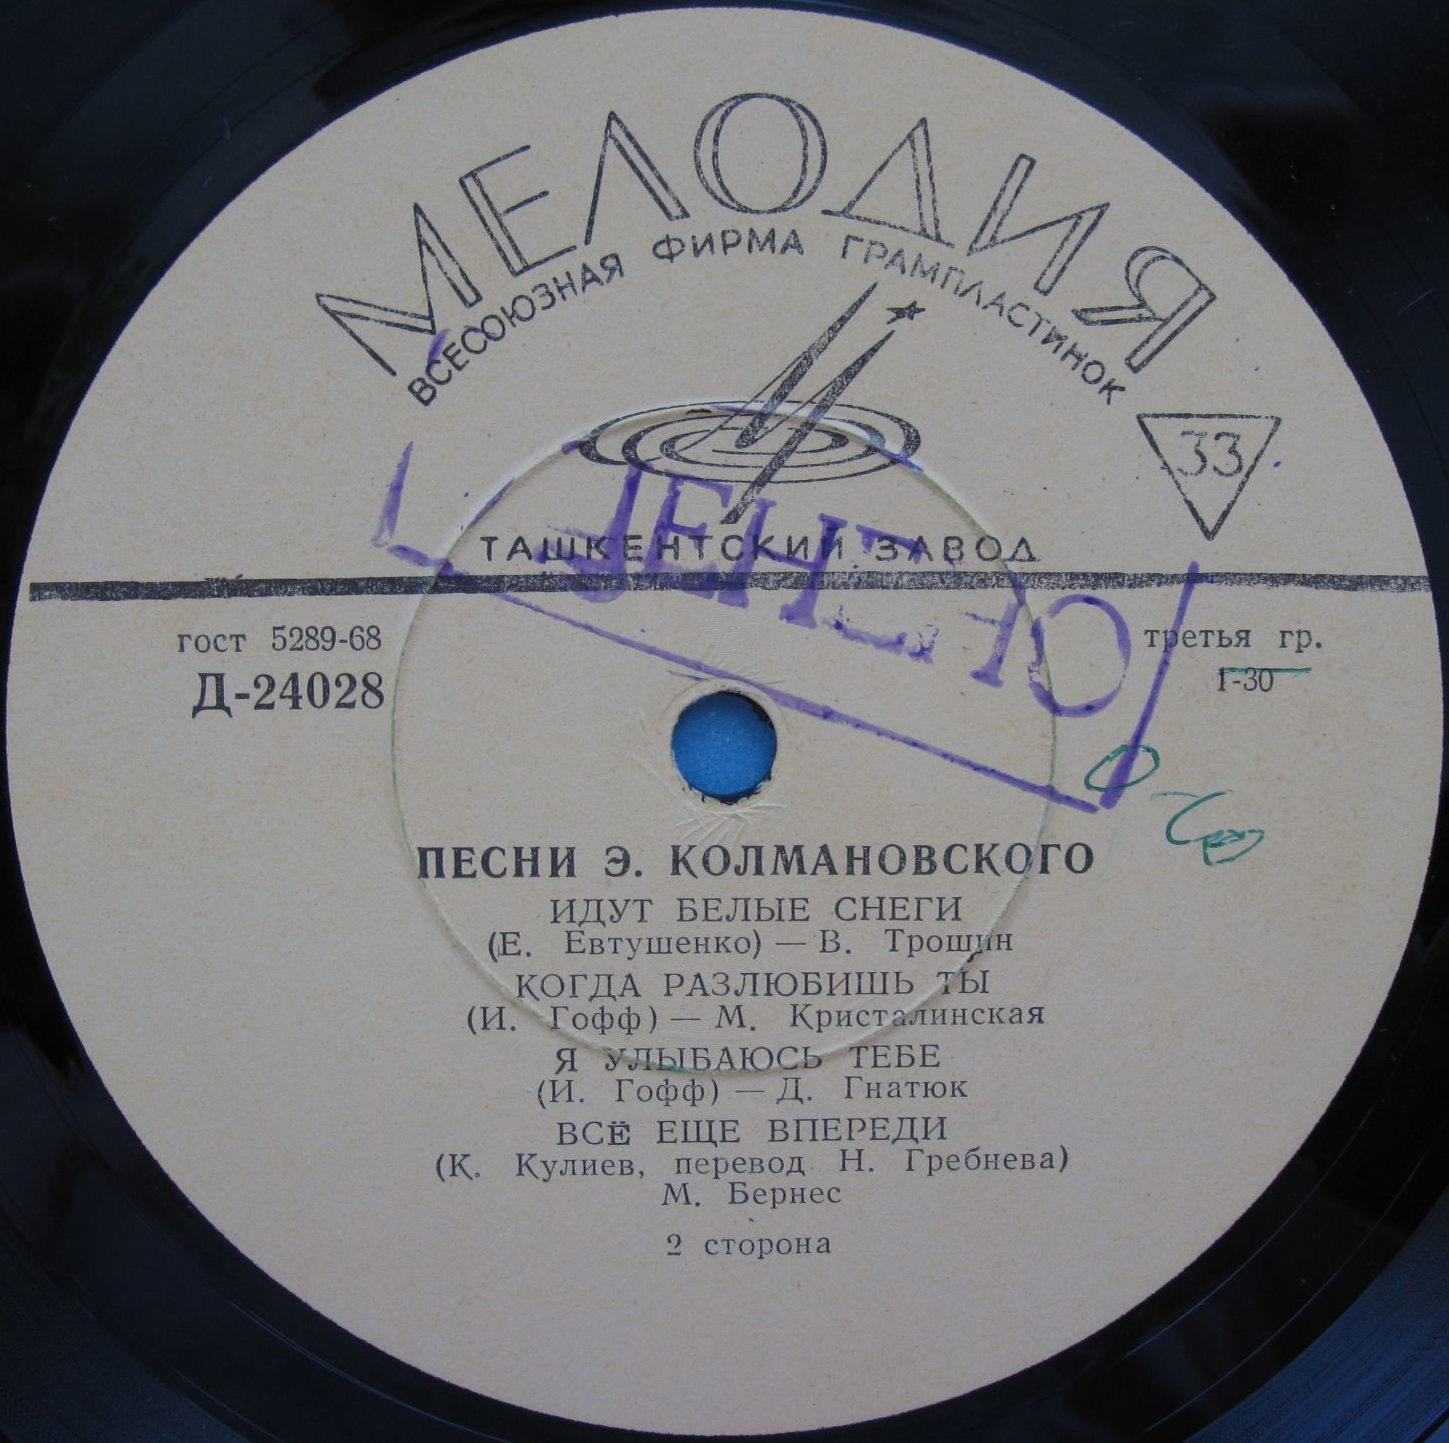 МЕЛОДИЯ
ВСЕСОЮЗНАЯ ФИРМА ГРАМПЛАСТИНОК
33
ТАШКЕНТСКИЙ ЗАВОД
гост 5289-68
третья гр.
Д-24028
1-30
ПЕСНИ Э. КОЛМАНОВСКОГО
ИДУТ БЕЛЫЕ СНЕГИ
(Е. Евтушенко) — В. Трошин
КОГДА РАЗЛЮБИШЬ ТЫ
(И. Гофф) — М. Кристалинская
Я УЛЫБАЮСЬ ТЕБЕ
(И. Гофф) — Д. Гнатюк
ВСЁ ЕЩЕ ВПЕРЕДИ
(К. Кулиев, перевод Н. Гребнева)
М. Бернес
2 сторона